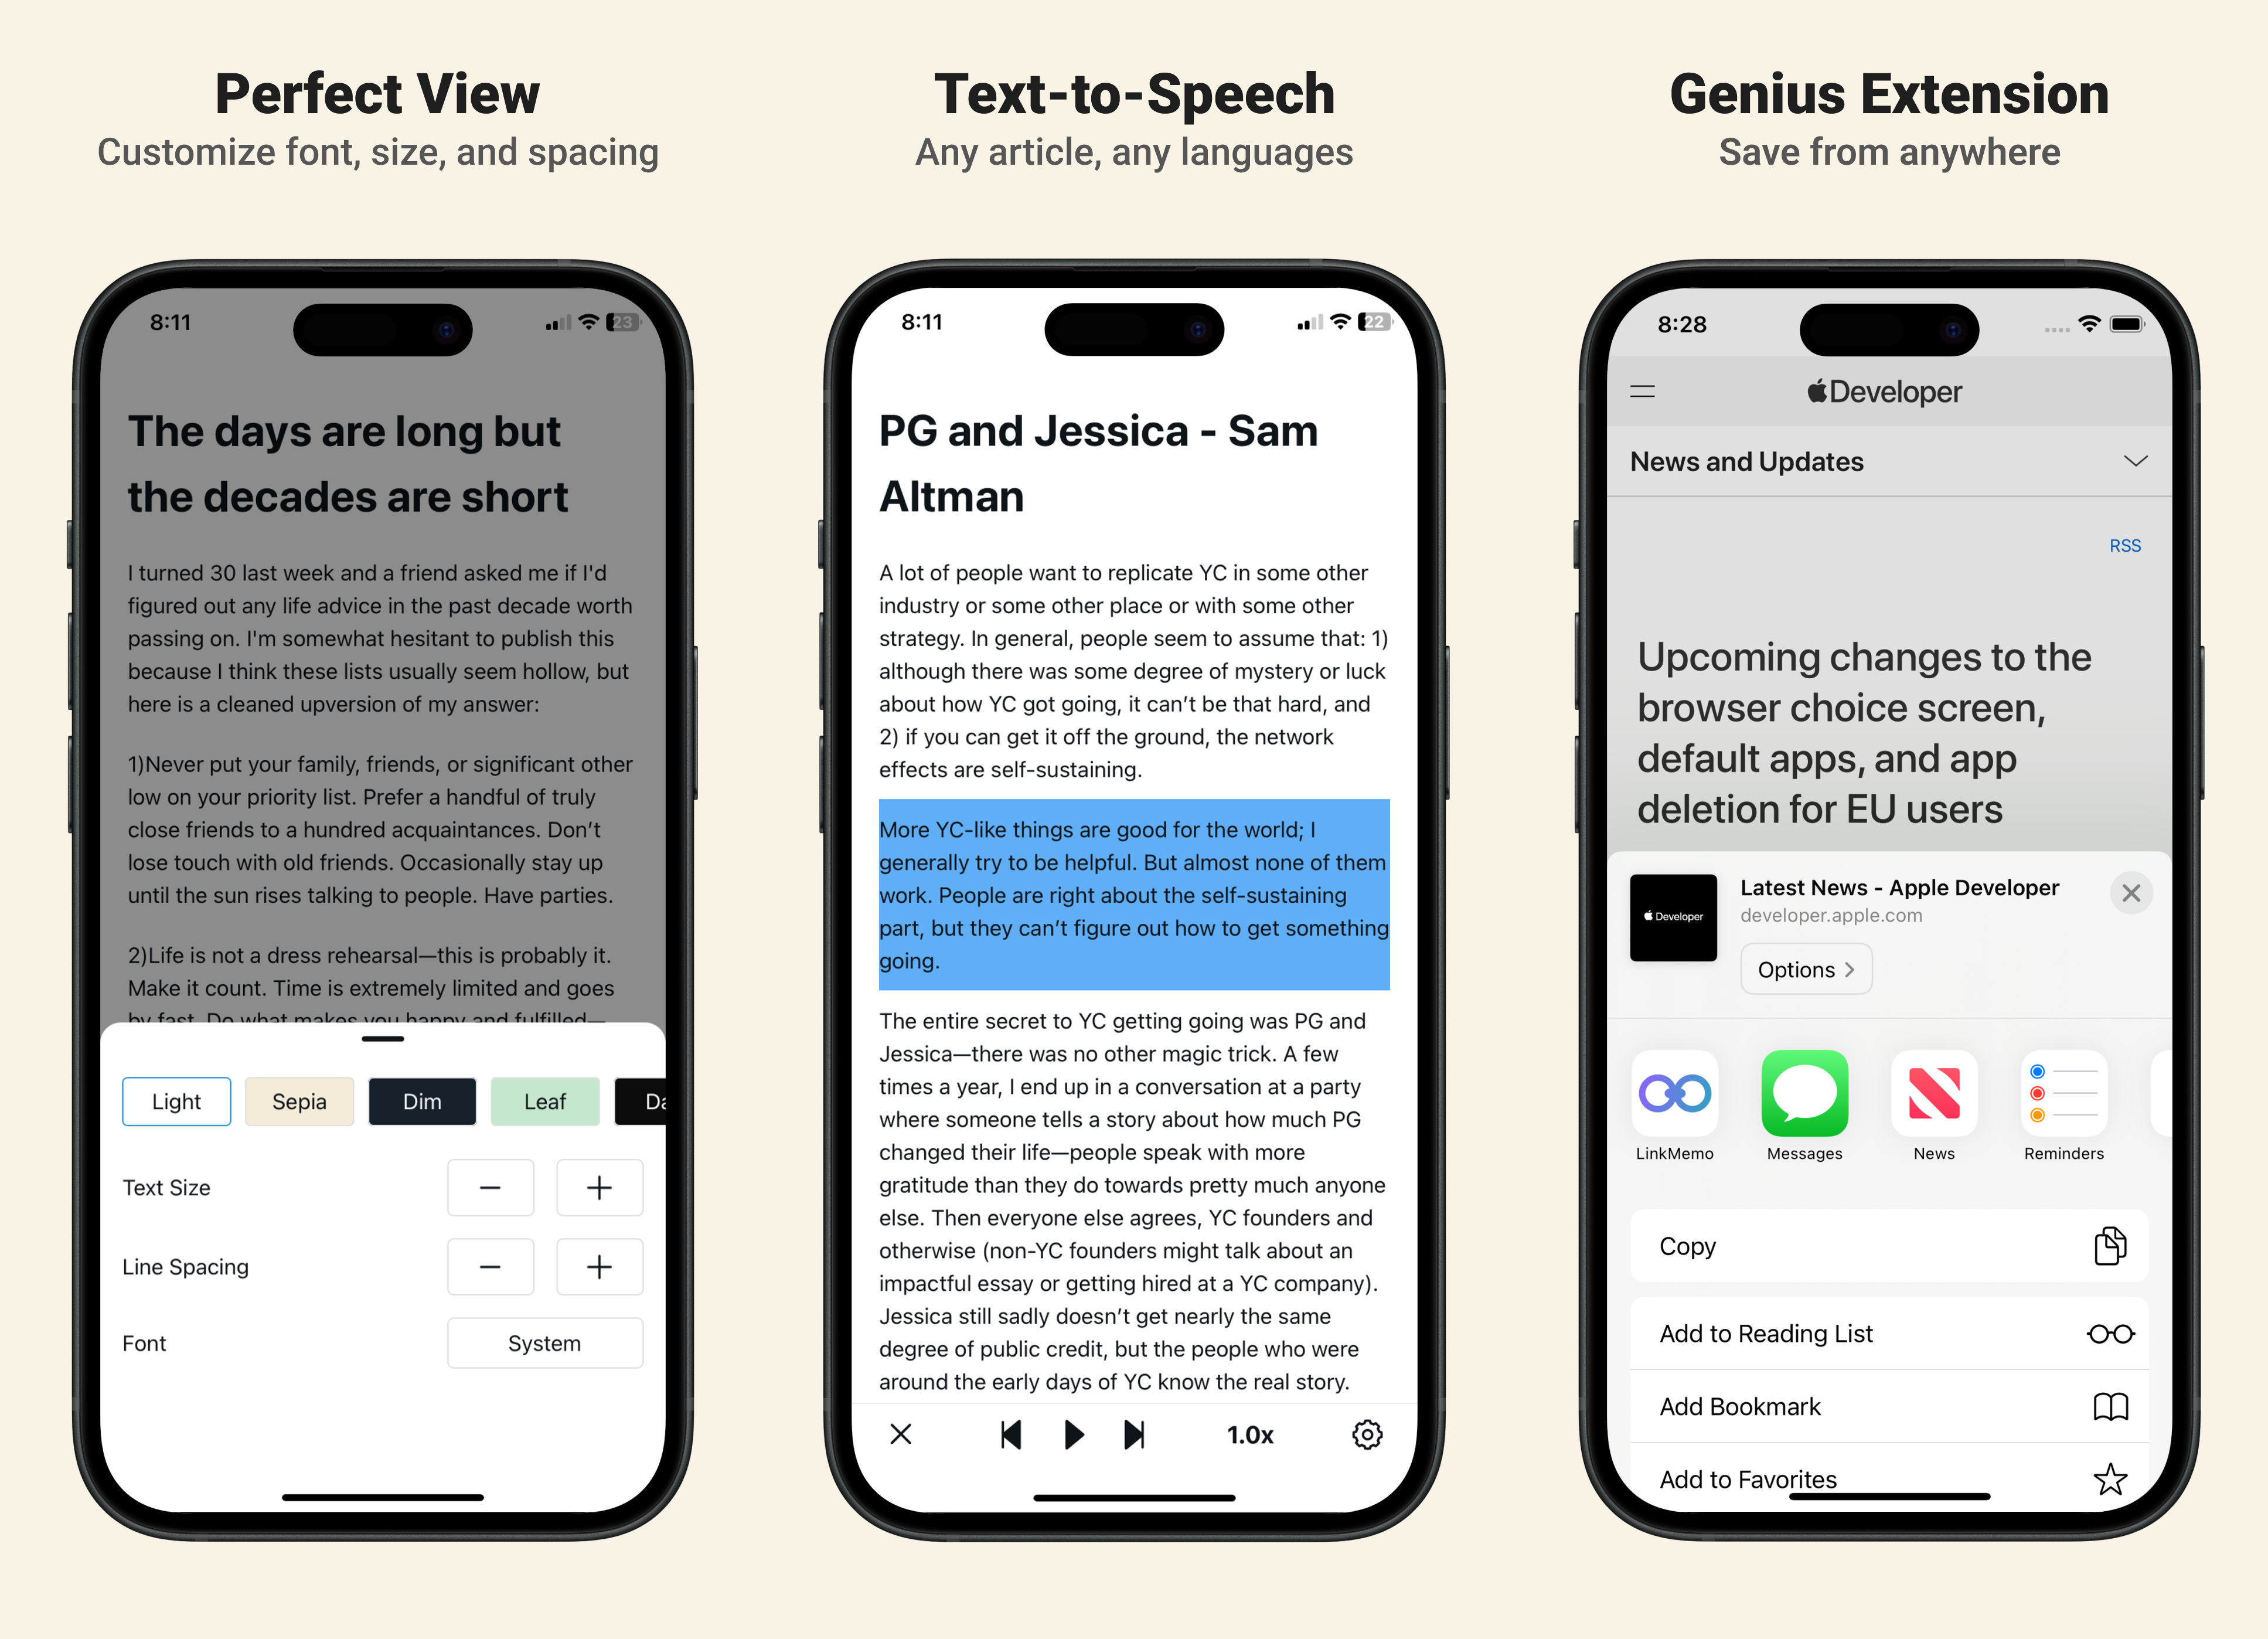 Perfect View
Customize font, size, and spacing
8:11
23
The days are long but
the decades are short
I turned 30 last week and a friend asked me if I'd
figured out any life advice in the past decade worth
passing on. I'm somewhat hesitant to publish this
because I think these lists usually seem hollow, but
here is a cleaned upversion of my answer:
1)Never put your family, friends, or significant other
low on your priority list. Prefer a handful of truly
close friends to a hundred acquaintances. Don’t
lose touch with old friends. Occasionally stay up
until the sun rises talking to people. Have parties.
2)Life is not a dress rehearsal—this is probably it.
Make it count. Time is extremely limited and goes
by fast. Do what makes you happy and fulfilled—
Light
Sepia
Dim
Leaf
Da
Text Size
Line Spacing
Font
System
Text-to-Speech
Any article, any languages
8:11
22
PG and Jessica - Sam
Altman
A lot of people want to replicate YC in some other
industry or some other place or with some other
strategy. In general, people seem to assume that: 1)
although there was some degree of mystery or luck
about how YC got going, it can’t be that hard, and
2) if you can get it off the ground, the network
effects are self-sustaining.
More YC-like things are good for the world; I
generally try to be helpful. But almost none of them
work. People are right about the self-sustaining
part, but they can’t figure out how to get something
going.
The entire secret to YC getting going was PG and
Jessica—there was no other magic trick. A few
times a year, I end up in a conversation at a party
where someone tells a story about how much PG
changed their life—people speak with more
gratitude than they do towards pretty much anyone
else. Then everyone else agrees, YC founders and
otherwise (non-YC founders might talk about an
impactful essay or getting hired at a YC company).
Jessica still sadly doesn’t get nearly the same
degree of public credit, but the people who were
around the early days of YC know the real story.
1.0x
Genius Extension
Save from anywhere
8:28
Developer
News and Updates
RSS
Upcoming changes to the
browser choice screen,
default apps, and app
deletion for EU users
Developer
Latest News - Apple Developer
developer.apple.com
Options
LinkMemo
Messages
News
Reminders
Copy
Add to Reading List
Add Bookmark
Add to Favorites